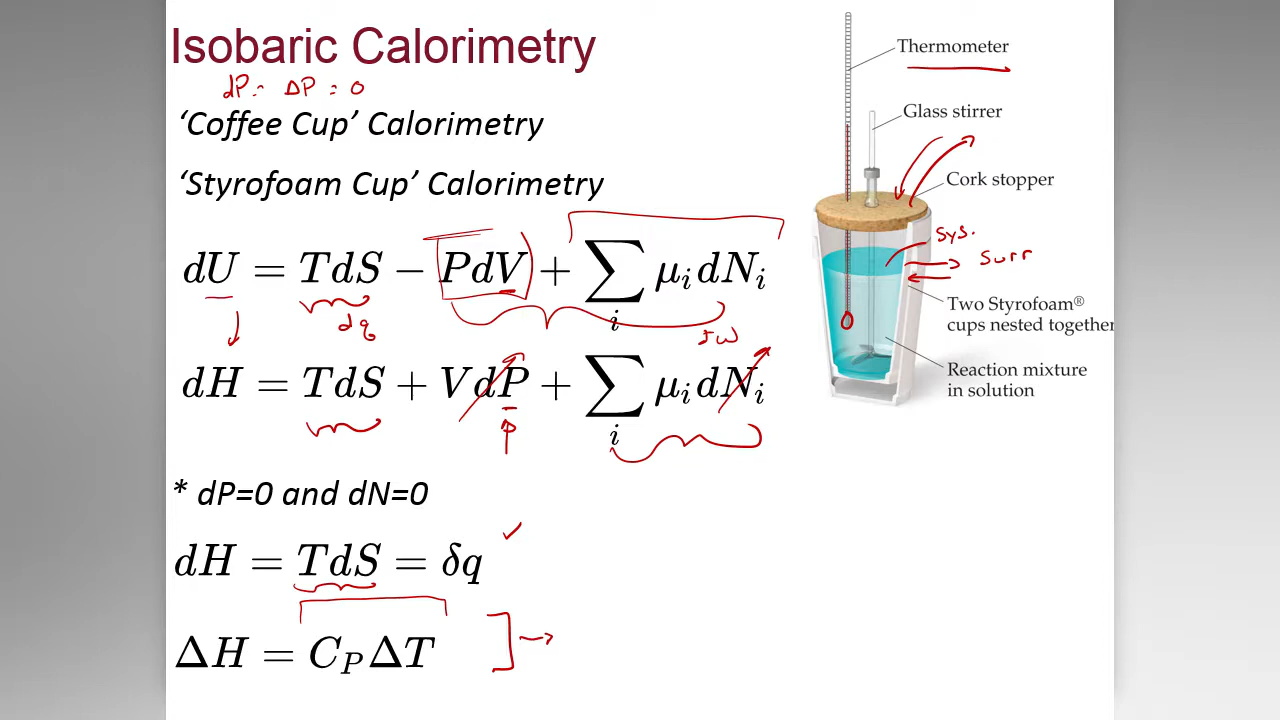 Isobaric Calorimetry
dP = ΔP = 0
‘Coffee Cup’ Calorimetry
‘Styrofoam Cup’ Calorimetry
dU = TdS − PdV + ∑_i μ_i dN_i
dq
δw
dH = TdS + VdP + ∑_i μ_i dN_i
P
* dP=0 and dN=0
dH = TdS = δq
ΔH = C_P ΔT
Thermometer
Glass stirrer
Cork stopper
Sys.
Surr
Two Styrofoam®
cups nested together
Reaction mixture
in solution